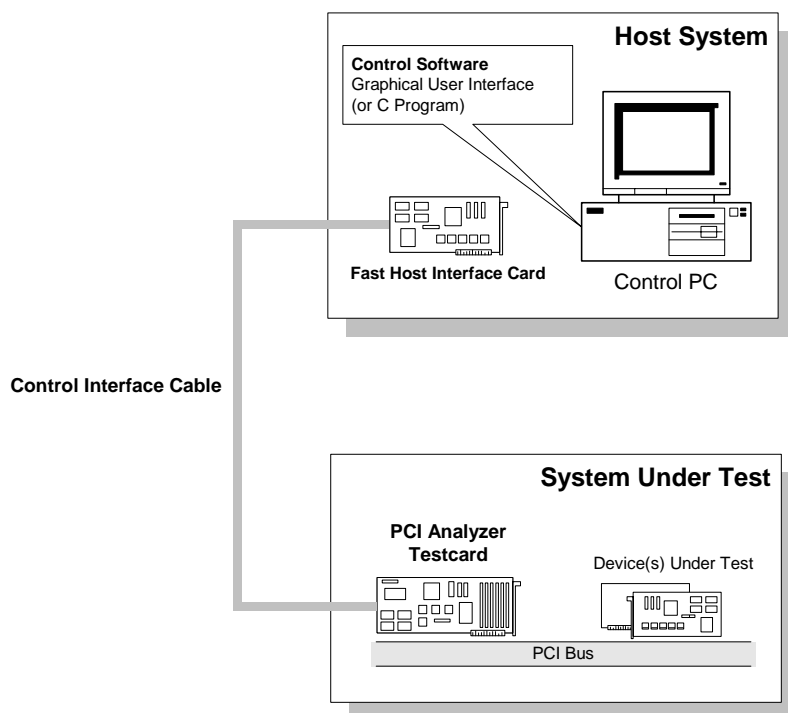 Host System
Control Software
Graphical User Interface
(or C Program)
Fast Host Interface Card
Control PC
Control Interface Cable
System Under Test
PCI Analyzer
Testcard
Device(s) Under Test
PCI Bus